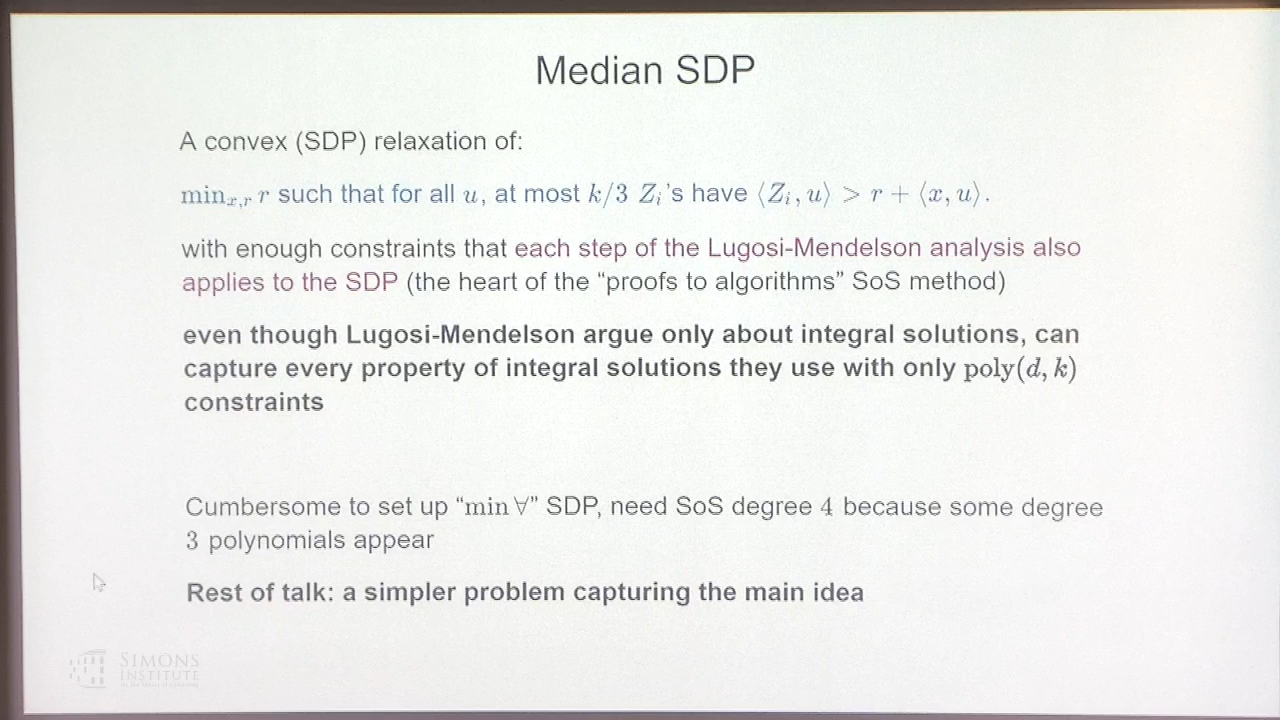 Median SDP
A convex (SDP) relaxation of:
min_{x,r} r such that for all u, at most k/3 Z_i's have ⟨Z_i, u⟩ > r + ⟨x, u⟩.
with enough constraints that each step of the Lugosi-Mendelson analysis also
applies to the SDP (the heart of the “proofs to algorithms” SoS method)
even though Lugosi-Mendelson argue only about integral solutions, can
capture every property of integral solutions they use with only poly(d, k)
constraints
Cumbersome to set up “min ∀” SDP, need SoS degree 4 because some degree
3 polynomials appear
Rest of talk: a simpler problem capturing the main idea
SIMONS
INSTITUTE